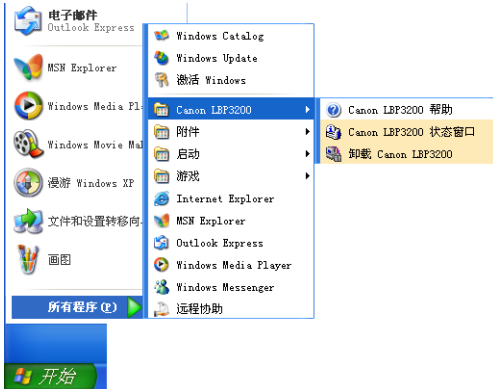 电子邮件
Outlook Express
MSN Explorer
Windows Media Pl
Windows Movie Mak
漫游 Windows XP
文件和设置转移向
画图
所有程序(P)
开始
Windows Catalog
Windows Update
激活 Windows
Canon LBP3200
附件
启动
游戏
Internet Explorer
MSN Explorer
Outlook Express
Windows Media Player
Windows Messenger
远程协助
Canon LBP3200 帮助
Canon LBP3200 状态窗口
卸载 Canon LBP3200